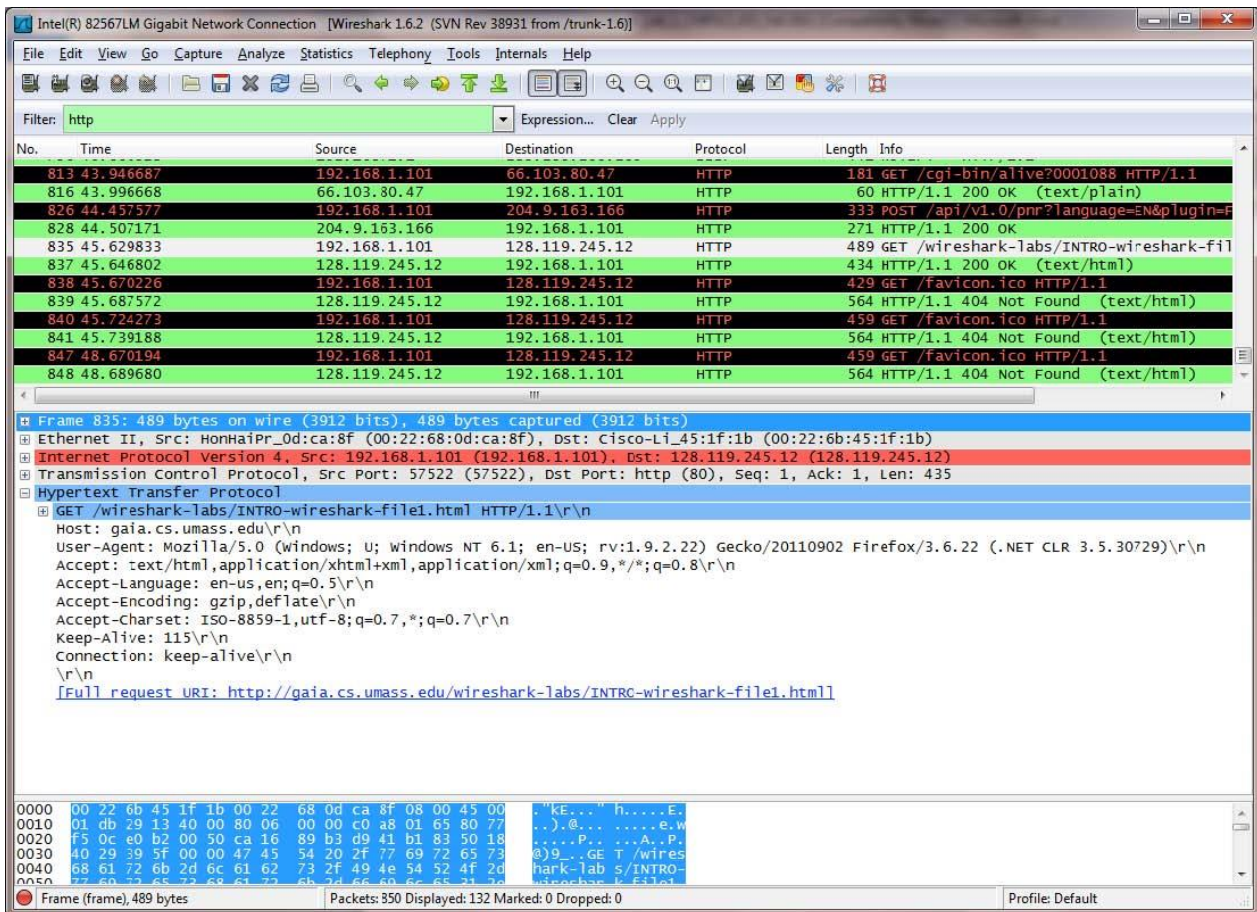 Intel(R) 82567LM Gigabit Network Connection [Wireshark 1.6.2 (SVN Rev 38931 from /trunk-1.6)]
File Edit View Go Capture Analyze Statistics Telephony Tools Internals Help
Filter: http Expression... Clear Apply
No. Time Source Destination Protocol Length Info
813 43.946687 192.168.1.101 66.103.80.47 HTTP 181 GET /cgi-bin/alive?0001088 HTTP/1.1
816 43.996668 66.103.80.47 192.168.1.101 HTTP 60 HTTP/1.1 200 OK (text/plain)
826 44.457577 192.168.1.101 204.9.163.166 HTTP 333 POST /api/v1.0/pnr?language=EN&plugin=F
828 44.507171 204.9.163.166 192.168.1.101 HTTP 271 HTTP/1.1 200 OK
835 45.629833 192.168.1.101 128.119.245.12 HTTP 489 GET /wireshark-labs/INTRO-wireshark-fil
837 45.646802 128.119.245.12 192.168.1.101 HTTP 434 HTTP/1.1 200 OK (text/html)
838 45.670226 192.168.1.101 128.119.245.12 HTTP 429 GET /favicon.ico HTTP/1.1
839 45.687572 128.119.245.12 192.168.1.101 HTTP 564 HTTP/1.1 404 Not Found (text/html)
840 45.724273 192.168.1.101 128.119.245.12 HTTP 459 GET /favicon.ico HTTP/1.1
841 45.739188 128.119.245.12 192.168.1.101 HTTP 564 HTTP/1.1 404 Not Found (text/html)
847 48.670194 192.168.1.101 128.119.245.12 HTTP 459 GET /favicon.ico HTTP/1.1
848 48.689680 128.119.245.12 192.168.1.101 HTTP 564 HTTP/1.1 404 Not Found (text/html)
Frame 835: 489 bytes on wire (3912 bits), 489 bytes captured (3912 bits)
Ethernet II, Src: HonHaiPr_0d:ca:8f (00:22:68:0d:ca:8f), Dst: Cisco-Li_45:1f:1b (00:22:6b:45:1f:1b)
Internet Protocol Version 4, Src: 192.168.1.101 (192.168.1.101), Dst: 128.119.245.12 (128.119.245.12)
Transmission Control Protocol, Src Port: 57522 (57522), Dst Port: http (80), Seq: 1, Ack: 1, Len: 435
Hypertext Transfer Protocol
GET /wireshark-labs/INTRO-wireshark-file1.html HTTP/1.1\r\n
Host: gaia.cs.umass.edu\r\n
User-Agent: Mozilla/5.0 (Windows; U; Windows NT 6.1; en-US; rv:1.9.2.22) Gecko/20110902 Firefox/3.6.22 (.NET CLR 3.5.30729)\r\n
Accept: text/html,application/xhtml+xml,application/xml;q=0.9,*/*;q=0.8\r\n
Accept-Language: en-us,en;q=0.5\r\n
Accept-Encoding: gzip,deflate\r\n
Accept-Charset: ISO-8859-1,utf-8;q=0.7,*;q=0.7\r\n
Keep-Alive: 115\r\n
Connection: keep-alive\r\n
\r\n
[Full request URI: http://gaia.cs.umass.edu/wireshark-labs/INTRO-wireshark-file1.html]
0000 00 22 6b 45 1f 1b 00 22 68 0d ca 8f 08 00 45 00 ."kE..." h.....E.
0010 01 db 29 13 40 00 80 06 00 00 c0 a8 01 65 80 77 ..).@... .....e.w
0020 f5 0c e0 b2 00 50 ca 16 89 b3 d9 41 b1 83 50 18 .....P.. ...A..P.
0030 40 29 39 5f 00 00 47 45 54 20 2f 77 69 72 65 73 @)9_..GE T /wires
0040 68 61 72 6b 2d 6c 61 62 73 2f 49 4e 54 52 4f 2d hark-lab s/INTRO-
0050 77 69 72 65 73 68 61 72 6b 2d 66 69 6c 65 31 2e wireshar k-file1.
Frame (frame), 489 bytes Packets: 850 Displayed: 132 Marked: 0 Dropped: 0 Profile: Default